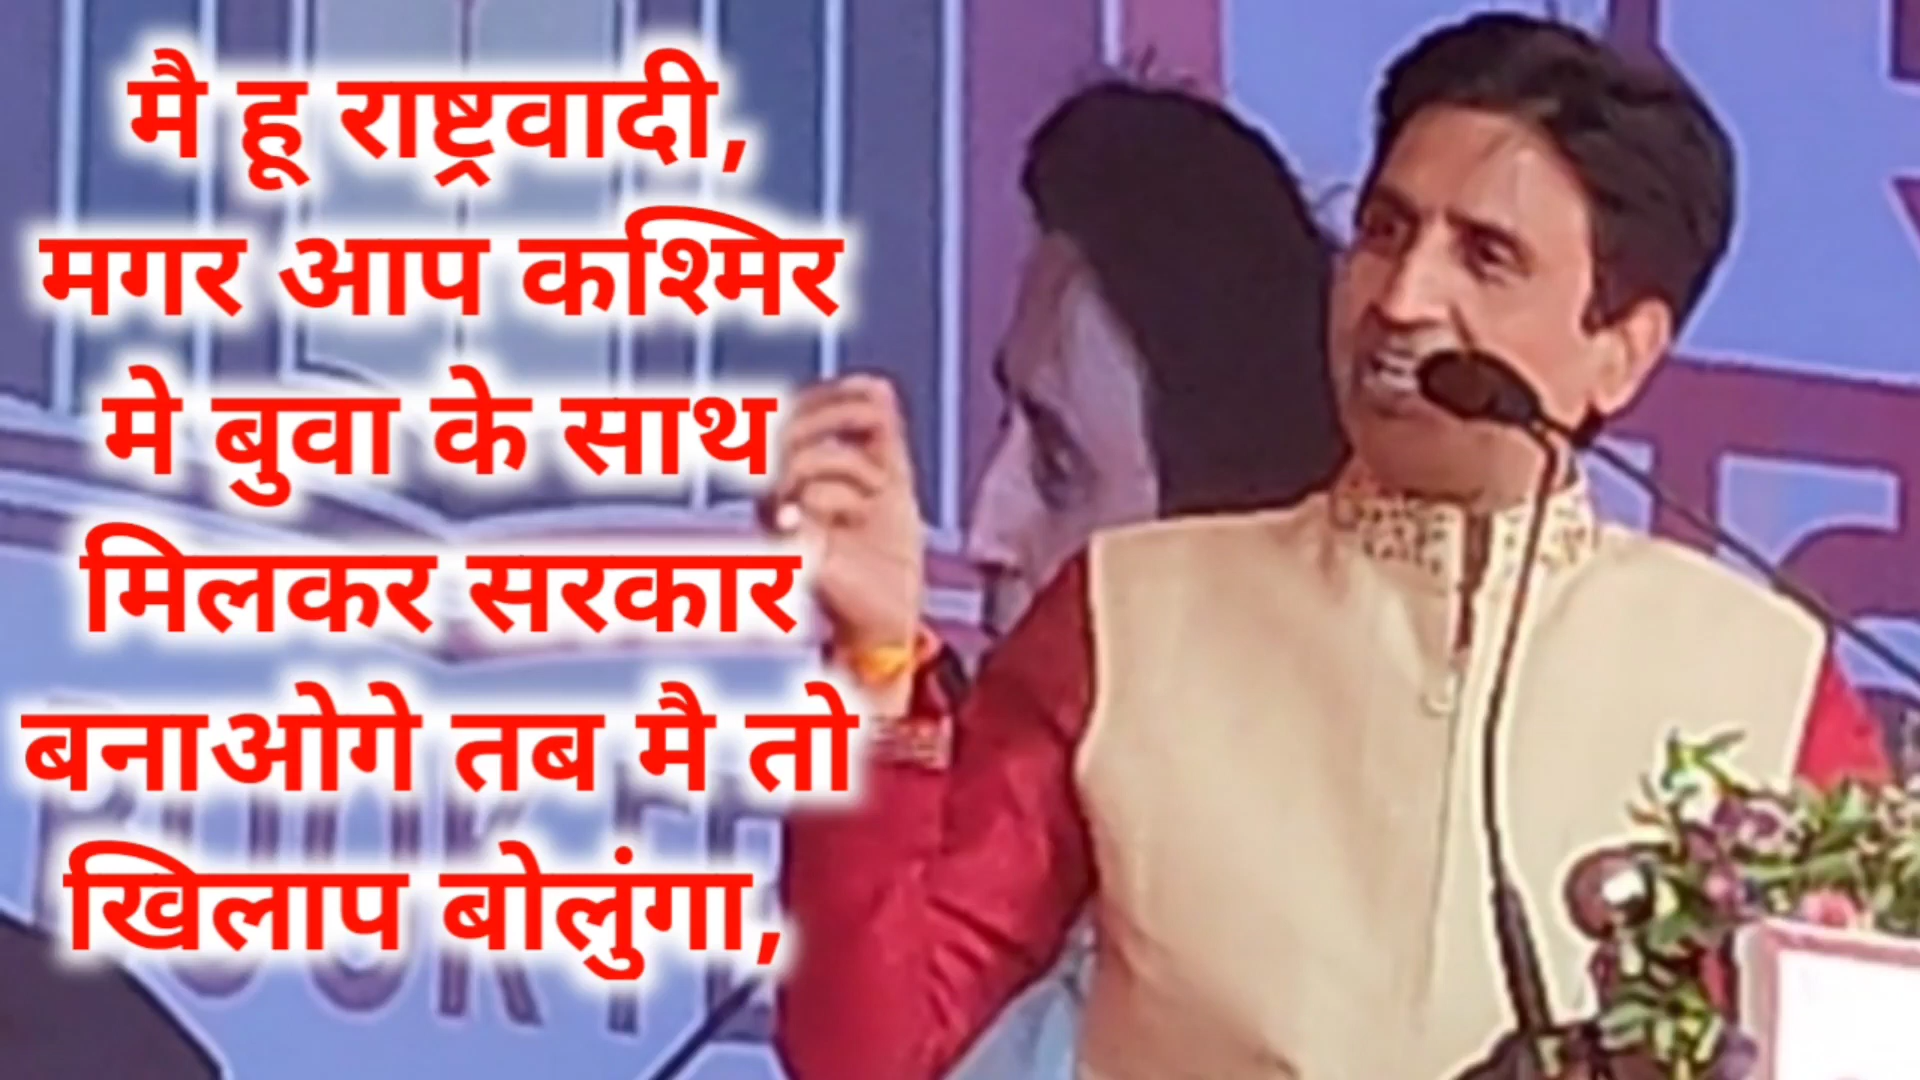 मै हू राष्ट्रवादी,
मगर आप कश्मिर
मे बुवा के साथ
मिलकर सरकार
बनाओगे तब मै तो
खिलाप बोलुंगा,